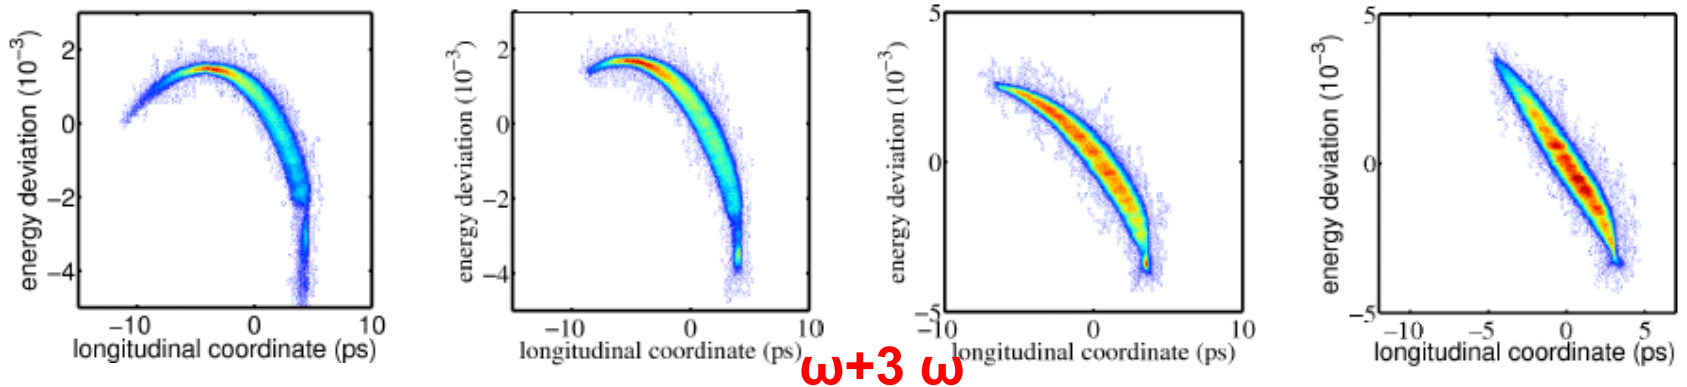 energy deviation (10⁻³)
2
0
−2
−4
−10 0 10
longitudinal coordinate (ps)
energy deviation (10⁻³)
2
0
−2
−4
−10 0 10
longitudinal coordinate (ps)
energy deviation (10⁻³)
5
0
−5
−10 0 10
longitudinal coordinate (ps)
energy deviation (10⁻³)
5
0
−5
−10 −5 0 5
longitudinal coordinate (ps)
ω+3 ω